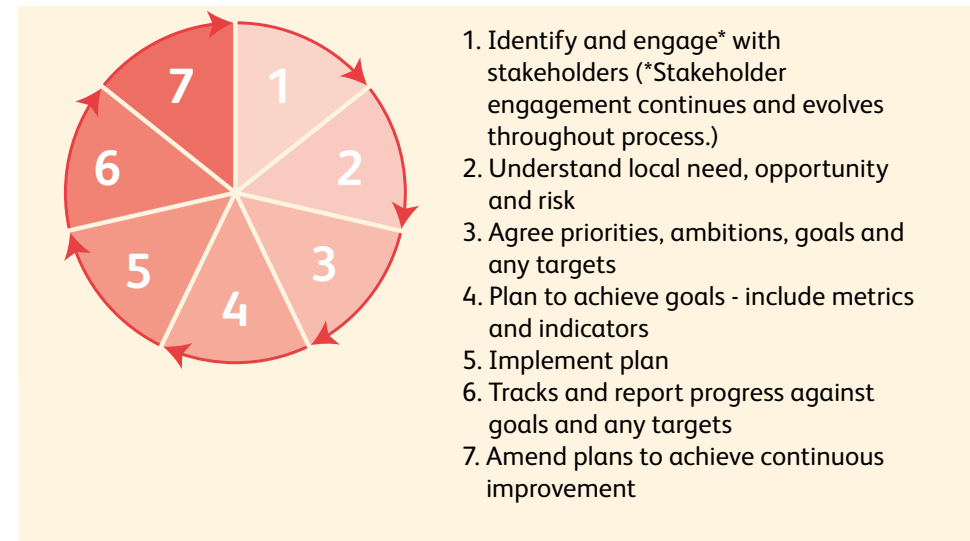 1
2
3
4
5
6
7
1. Identify and engage* with
stakeholders (*Stakeholder
engagement continues and evolves
throughout process.)
2. Understand local need, opportunity
and risk
3. Agree priorities, ambitions, goals and
any targets
4. Plan to achieve goals - include metrics
and indicators
5. Implement plan
6. Tracks and report progress against
goals and any targets
7. Amend plans to achieve continuous
improvement